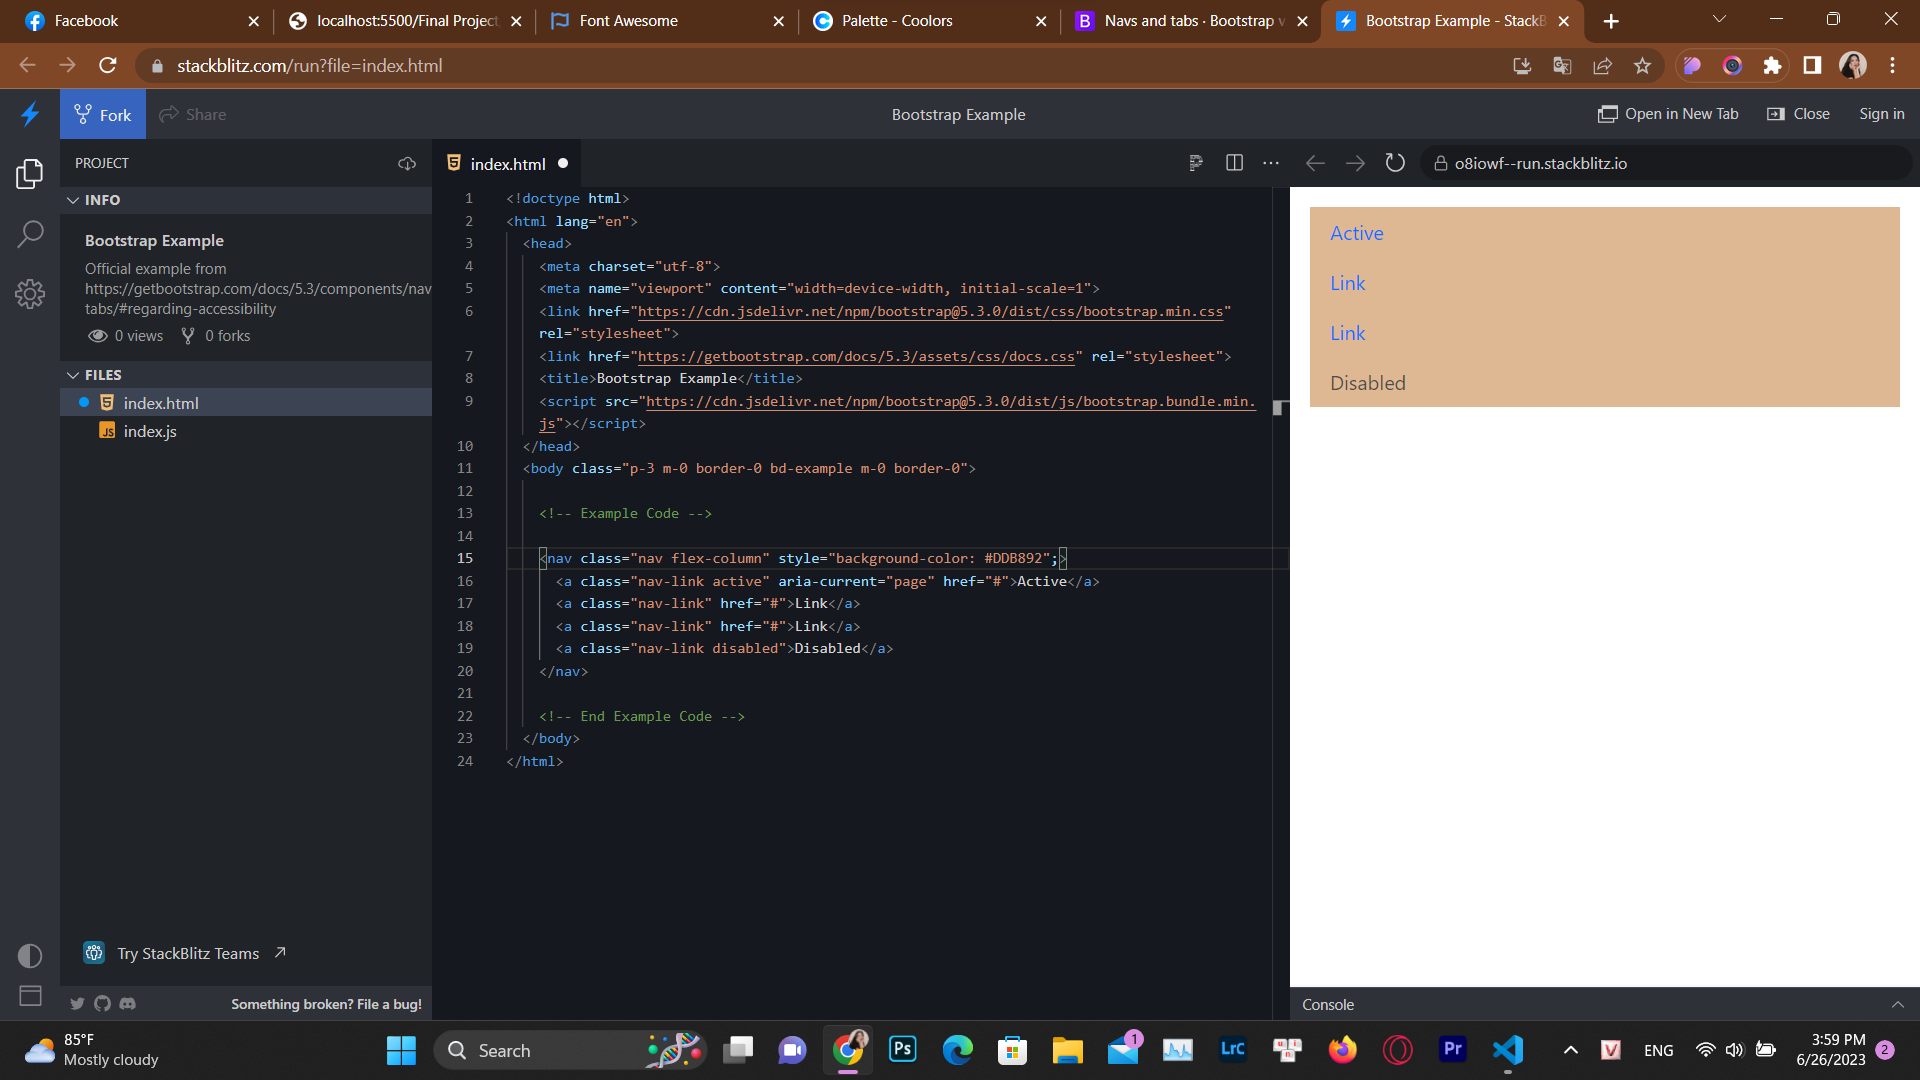 Facebook
localhost:5500/Final Project
Font Awesome
Palette - Coolors
Navs and tabs · Bootstrap v
Bootstrap Example - StackB
stackblitz.com/run?file=index.html
Fork
Share
Bootstrap Example
Open in New Tab
Close
Sign in
PROJECT
index.html
o8iowf--run.stackblitz.io
INFO
Bootstrap Example
Official example from
https://getbootstrap.com/docs/5.3/components/nav
tabs/#regarding-accessibility
0 views
0 forks
FILES
index.html
index.js
1 <!doctype html>
2 <html lang="en">
3 <head>
4 <meta charset="utf-8">
5 <meta name="viewport" content="width=device-width, initial-scale=1">
6 <link href="https://cdn.jsdelivr.net/npm/bootstrap@5.3.0/dist/css/bootstrap.min.css"
rel="stylesheet">
7 <link href="https://getbootstrap.com/docs/5.3/assets/css/docs.css" rel="stylesheet">
8 <title>Bootstrap Example</title>
9 <script src="https://cdn.jsdelivr.net/npm/bootstrap@5.3.0/dist/js/bootstrap.bundle.min.
js"></script>
10 </head>
11 <body class="p-3 m-0 border-0 bd-example m-0 border-0">
12
13 <!-- Example Code -->
14
15 <nav class="nav flex-column" style="background-color: #DDB892";>
16 <a class="nav-link active" aria-current="page" href="#">Active</a>
17 <a class="nav-link" href="#">Link</a>
18 <a class="nav-link" href="#">Link</a>
19 <a class="nav-link disabled">Disabled</a>
20 </nav>
21
22 <!-- End Example Code -->
23 </body>
24 </html>
Active
Link
Link
Disabled
Try StackBlitz Teams
Something broken? File a bug!
Console
85°F
Mostly cloudy
Search
Ps
1
Lrc
Pr
ENG
3:59 PM
6/26/2023
2